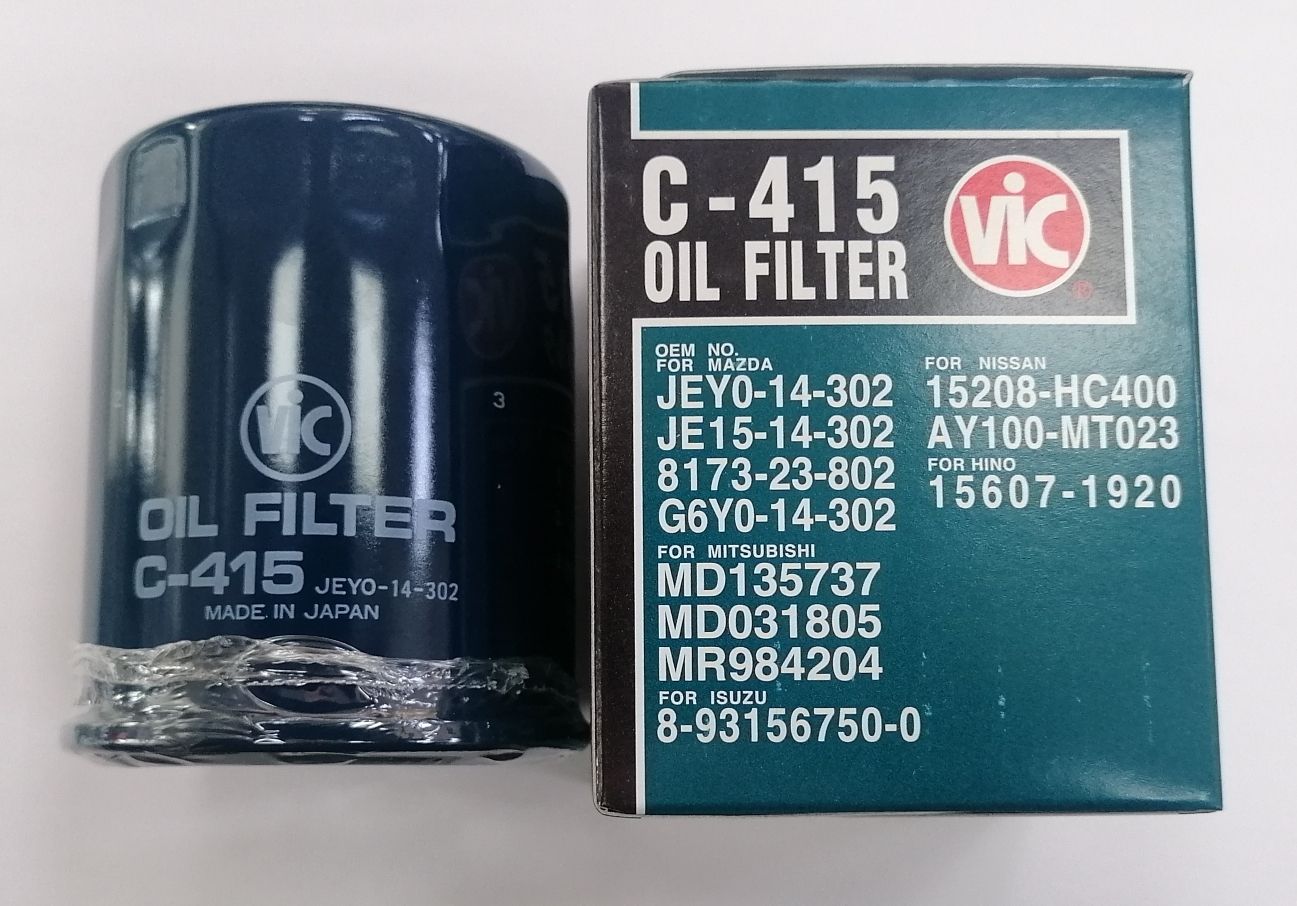 ViC
3
OIL FILTER
C-415 JEY0-14-302
MADE IN JAPAN
C-415
OIL FILTER
ViC
®
OEM NO.
FOR MAZDA
JEY0-14-302
JE15-14-302
8173-23-802
G6Y0-14-302
FOR MITSUBISHI
MD135737
MD031805
MR984204
FOR ISUZU
8-93156750-0
FOR NISSAN
15208-HC400
AY100-MT023
FOR HINO
15607-1920